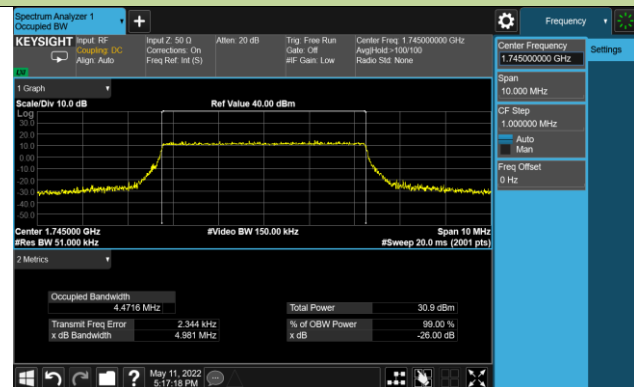 Spectrum Analyzer 1
Occupied BW
Frequency
KEYSIGHT
Input: RF
Coupling: DC
Align: Auto
Input Z: 50 Ω
Corrections: On
Freq Ref: Int (S)
Atten: 20 dB
Trig: Free Run
Gate: Off
#IF Gain: Low
Center Freq: 1.745000000 GHz
Avg|Hold:>100/100
Radio Std: None
Center Frequency
1.745000000 GHz
Settings
Span
10.000 MHz
CF Step
1.000000 MHz
Auto
Man
Freq Offset
0 Hz
1 Graph
Scale/Div 10.0 dB
Ref Value 40.00 dBm
Log
30.0
20.0
10.0
0.00
-10.0
-20.0
-30.0
-40.0
-50.0
Center 1.745000 GHz
#Video BW 150.00 kHz
Span 10 MHz
#Res BW 51.000 kHz
#Sweep 20.0 ms (2001 pts)
2 Metrics
Occupied Bandwidth
4.4716 MHz
Total Power
30.9 dBm
Transmit Freq Error
2.344 kHz
% of OBW Power
99.00 %
x dB Bandwidth
4.981 MHz
x dB
-26.00 dB
May 11, 2022
5:17:18 PM